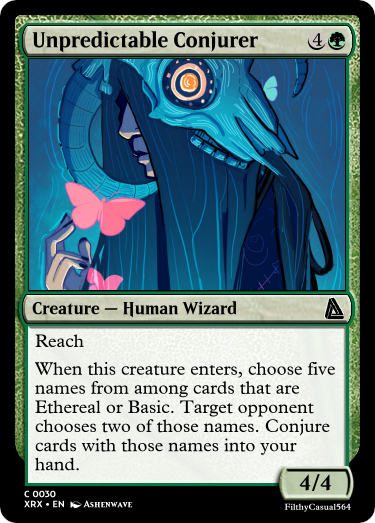 Unpredictable Conjurer 4
Creature — Human Wizard
Reach
When this creature enters, choose five
names from among cards that are
Ethereal or Basic. Target opponent
chooses two of those names. Conjure
cards with those names into your
hand.
4/4
C 0030
XRX • EN Ashenwave
FilthyCasual564